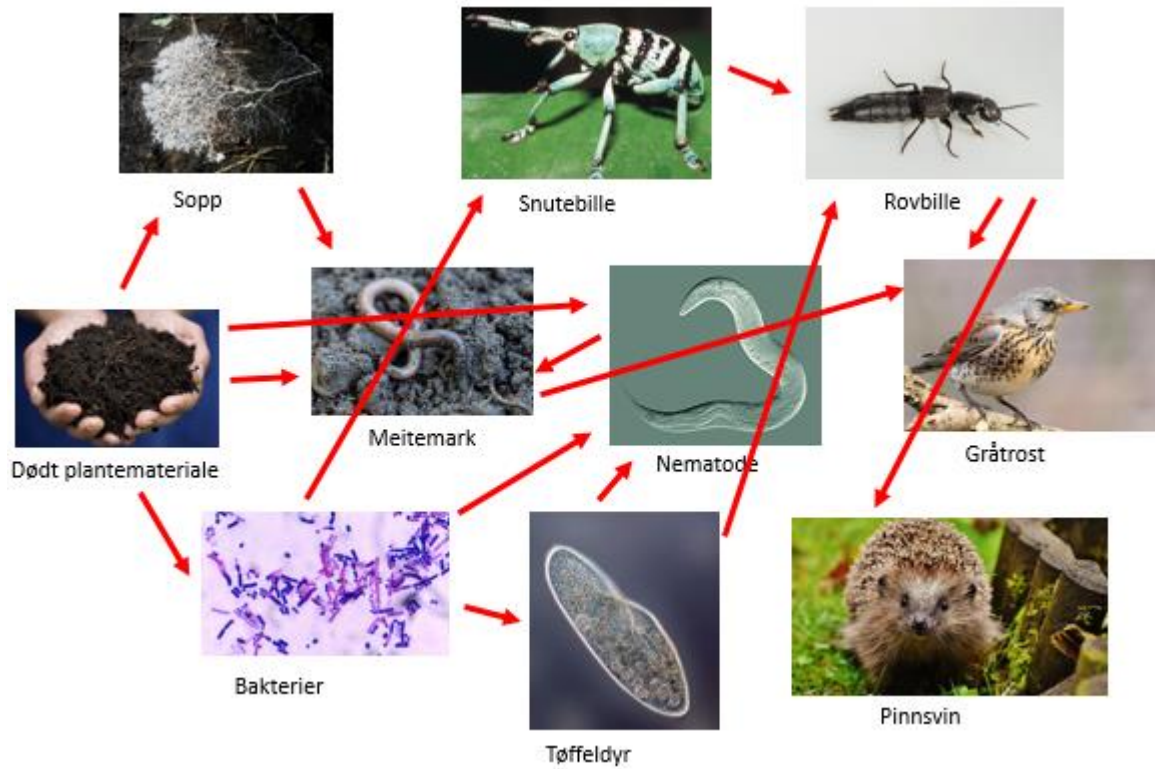 Sopp
Snutebille
Rovbille
Dødt plantemateriale
Meitemark
Nematode
Gråtrost
Bakterier
Tøffeldyr
Pinnsvin